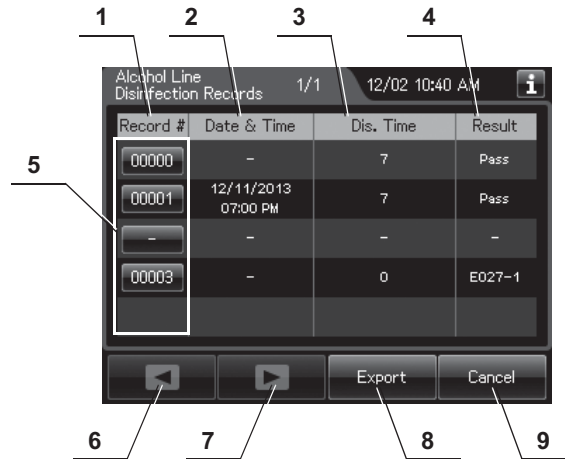 1 2 3 4
Alcohol Line
Disinfection Records 1/1 12/02 10:40 AM i
Record # Date & Time Dis. Time Result
00000 – 7 Pass
5
00001 12/11/2013 07:00 PM 7 Pass
– – – –
00003 – 0 E027-1
Export Cancel
6 7 8 9